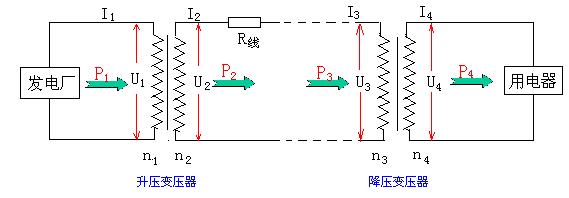 I1 I2 I3 I4
R线
发电厂 P1 U1 U2 P2 P3 U3 U4 P4 用电器
n1 n2 n3 n4
升压变压器 降压变压器